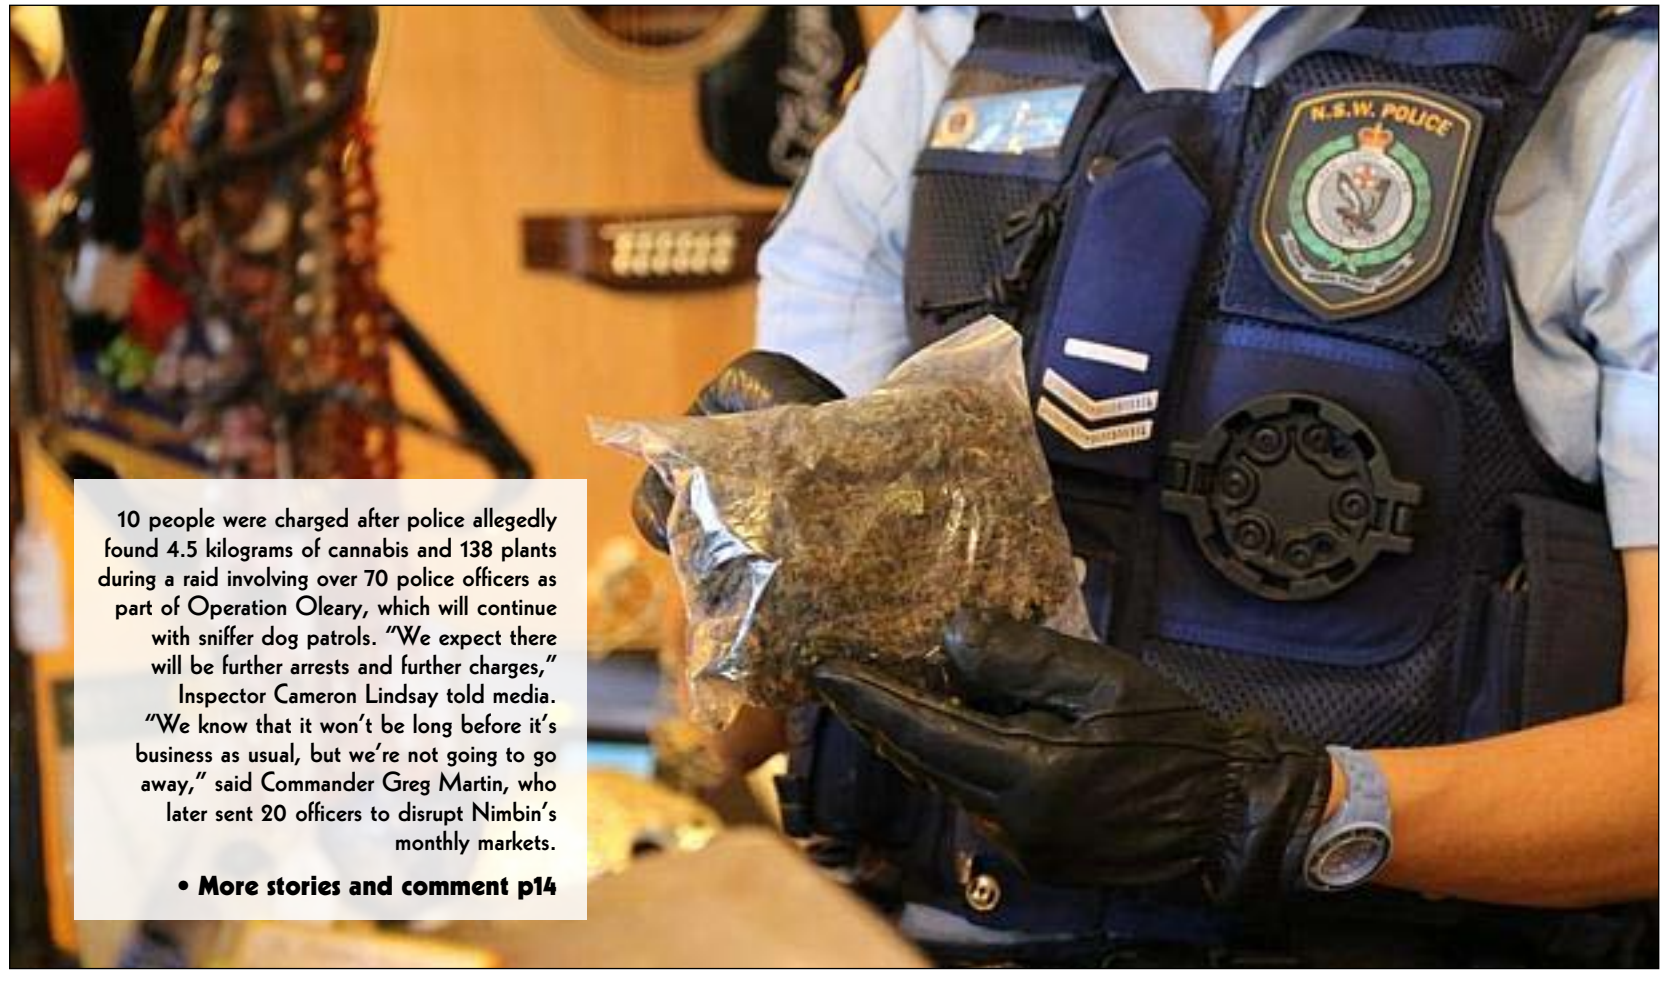 N.S.W. POLICE
10 people were charged after police allegedly
found 4.5 kilograms of cannabis and 138 plants
during a raid involving over 70 police officers as
part of Operation Oleary, which will continue
with sniffer dog patrols. “We expect there
will be further arrests and further charges,”
Inspector Cameron Lindsay told media.
“We know that it won’t be long before it’s
business as usual, but we’re not going to go
away,” said Commander Greg Martin, who
later sent 20 officers to disrupt Nimbin’s
monthly markets.
• More stories and comment p14